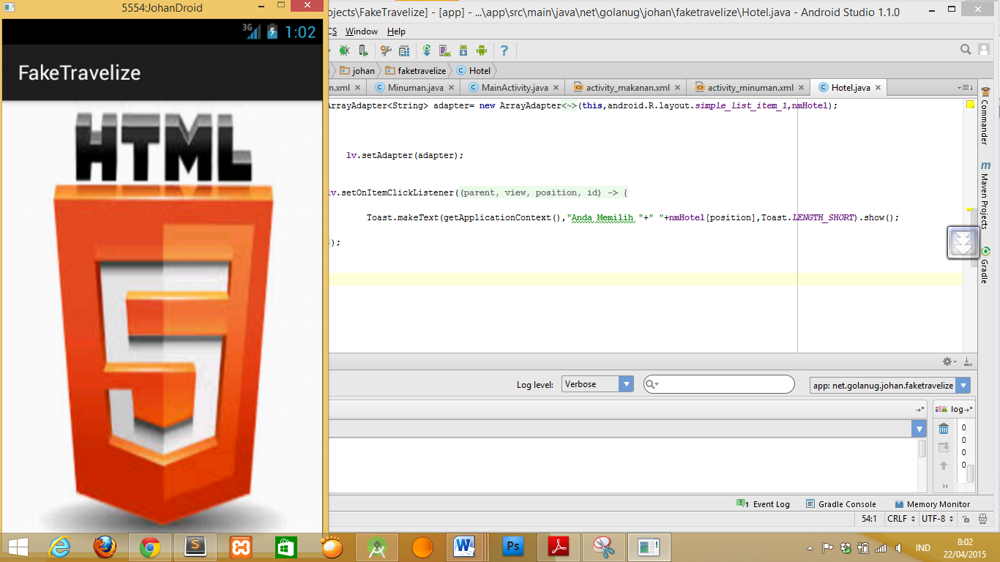 5554:JohanDroid
3G 1:02
FakeTravelize
HTML
5
ojects\FakeTravelize] - [app] - ...\app\src\main\java\net\golanug\johan\faketravelize\Hotel.java - Android Studio 1.1.0
CS Window Help
johan faketravelize Hotel
n.xml Minuman.java MainActivity.java activity_makanan.xml activity_minuman.xml Hotel.java
ArrayAdapter<String> adapter= new ArrayAdapter<~>(this,android.R.layout.simple_list_item_1,nmHotel);
lv.setAdapter(adapter);
lv.setOnItemClickListener((parent, view, position, id) -> {
Toast.makeText(getApplicationContext(),"Anda Memilih "+" "+nmHotel[position],Toast.LENGTH_SHORT).show();
);
Commander
Maven Projects
Gradle
Log level: Verbose app: net.golanug.johan.faketravelize
log
0
0
0
0
1 Event Log Gradle Console Memory Monitor
54:1 CRLF UTF-8
Ps
IND
8:02
22/04/2015